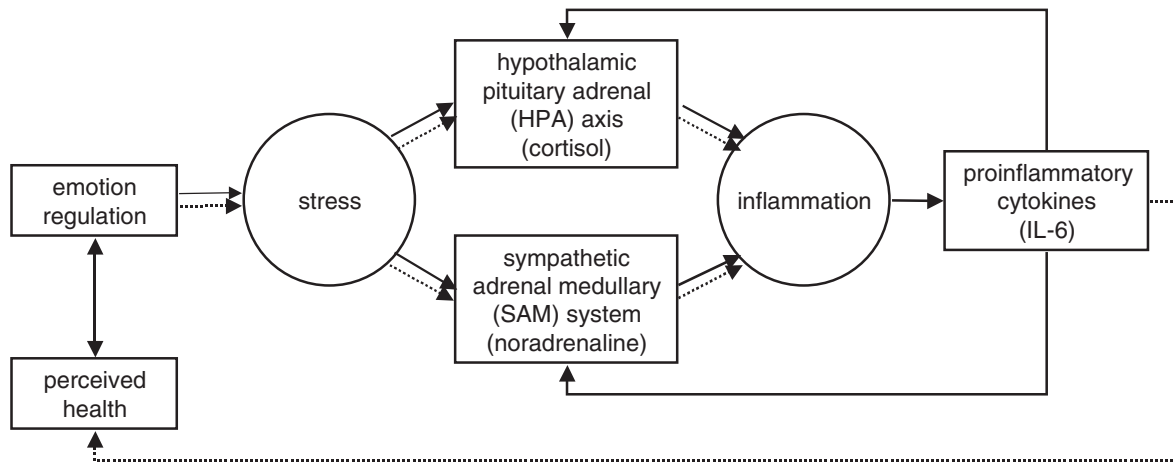 emotion
regulation
perceived
health
stress
hypothalamic
pituitary adrenal
(HPA) axis
(cortisol)
sympathetic
adrenal medullary
(SAM) system
(noradrenaline)
inflammation
proinflammatory
cytokines
(IL-6)